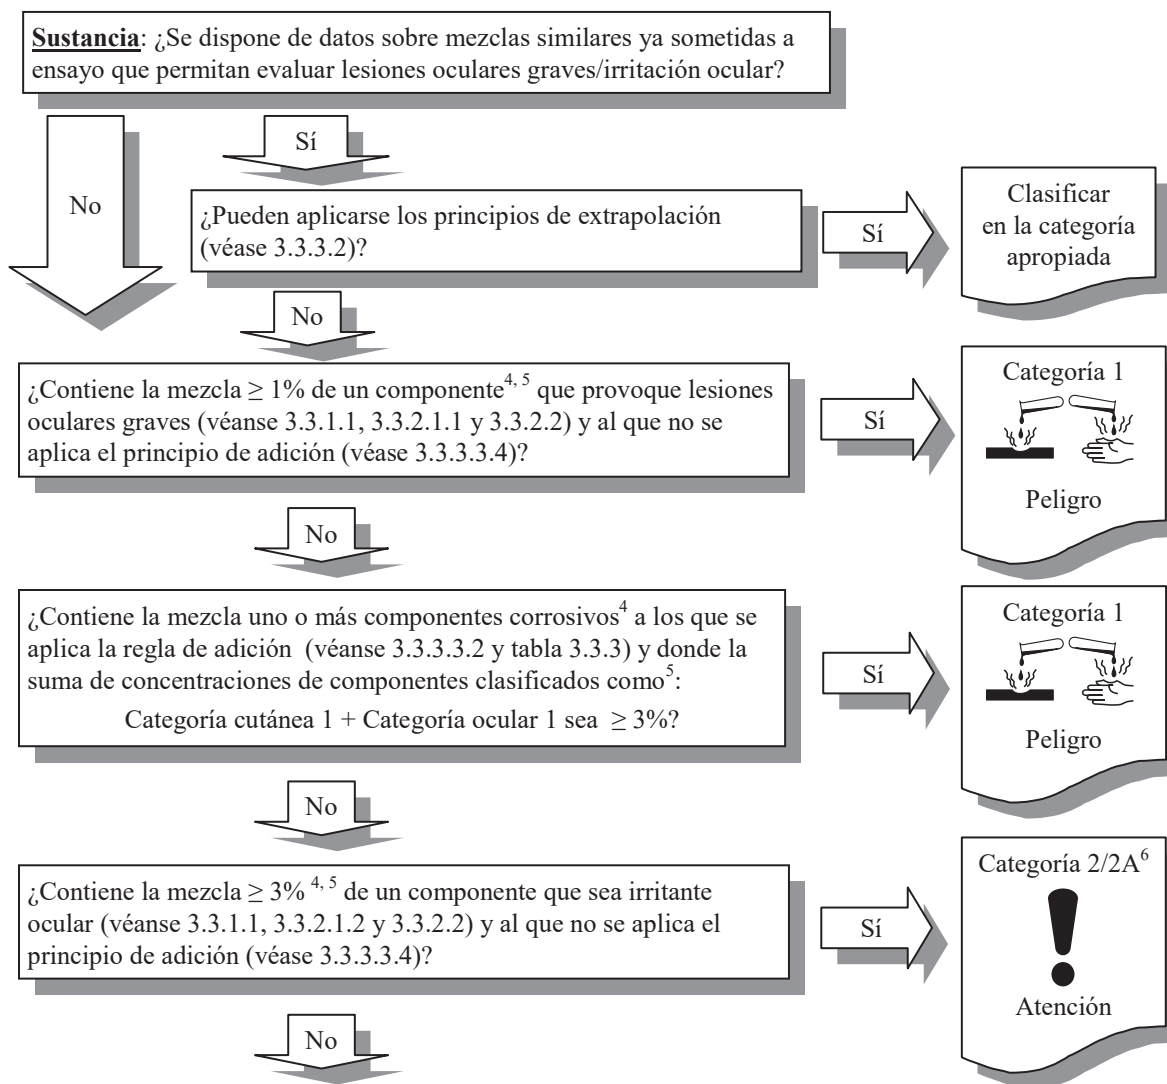 Sustancia: ¿Se dispone de datos sobre mezclas similares ya sometidas a
ensayo que permitan evaluar lesiones oculares graves/irritación ocular?
No
Sí
¿Pueden aplicarse los principios de extrapolación
(véase 3.3.3.2)?
Sí
Clasificar
en la categoría
apropiada
No
¿Contiene la mezcla ≥ 1% de un componente4, 5 que provoque lesiones
oculares graves (véanse 3.3.1.1, 3.3.2.1.1 y 3.3.2.2) y al que no se
aplica el principio de adición (véase 3.3.3.3.4)?
Sí
Categoría 1
Peligro
No
¿Contiene la mezcla uno o más componentes corrosivos4 a los que se
aplica la regla de adición (véanse 3.3.3.3.2 y tabla 3.3.3) y donde la
suma de concentraciones de componentes clasificados como5:
Categoría cutánea 1 + Categoría ocular 1 sea ≥ 3%?
Sí
Categoría 1
Peligro
No
¿Contiene la mezcla ≥ 3% 4, 5 de un componente que sea irritante
ocular (véanse 3.3.1.1, 3.3.2.1.2 y 3.3.2.2) y al que no se aplica el
principio de adición (véase 3.3.3.3.4)?
Sí
Categoría 2/2A6
Atención
No